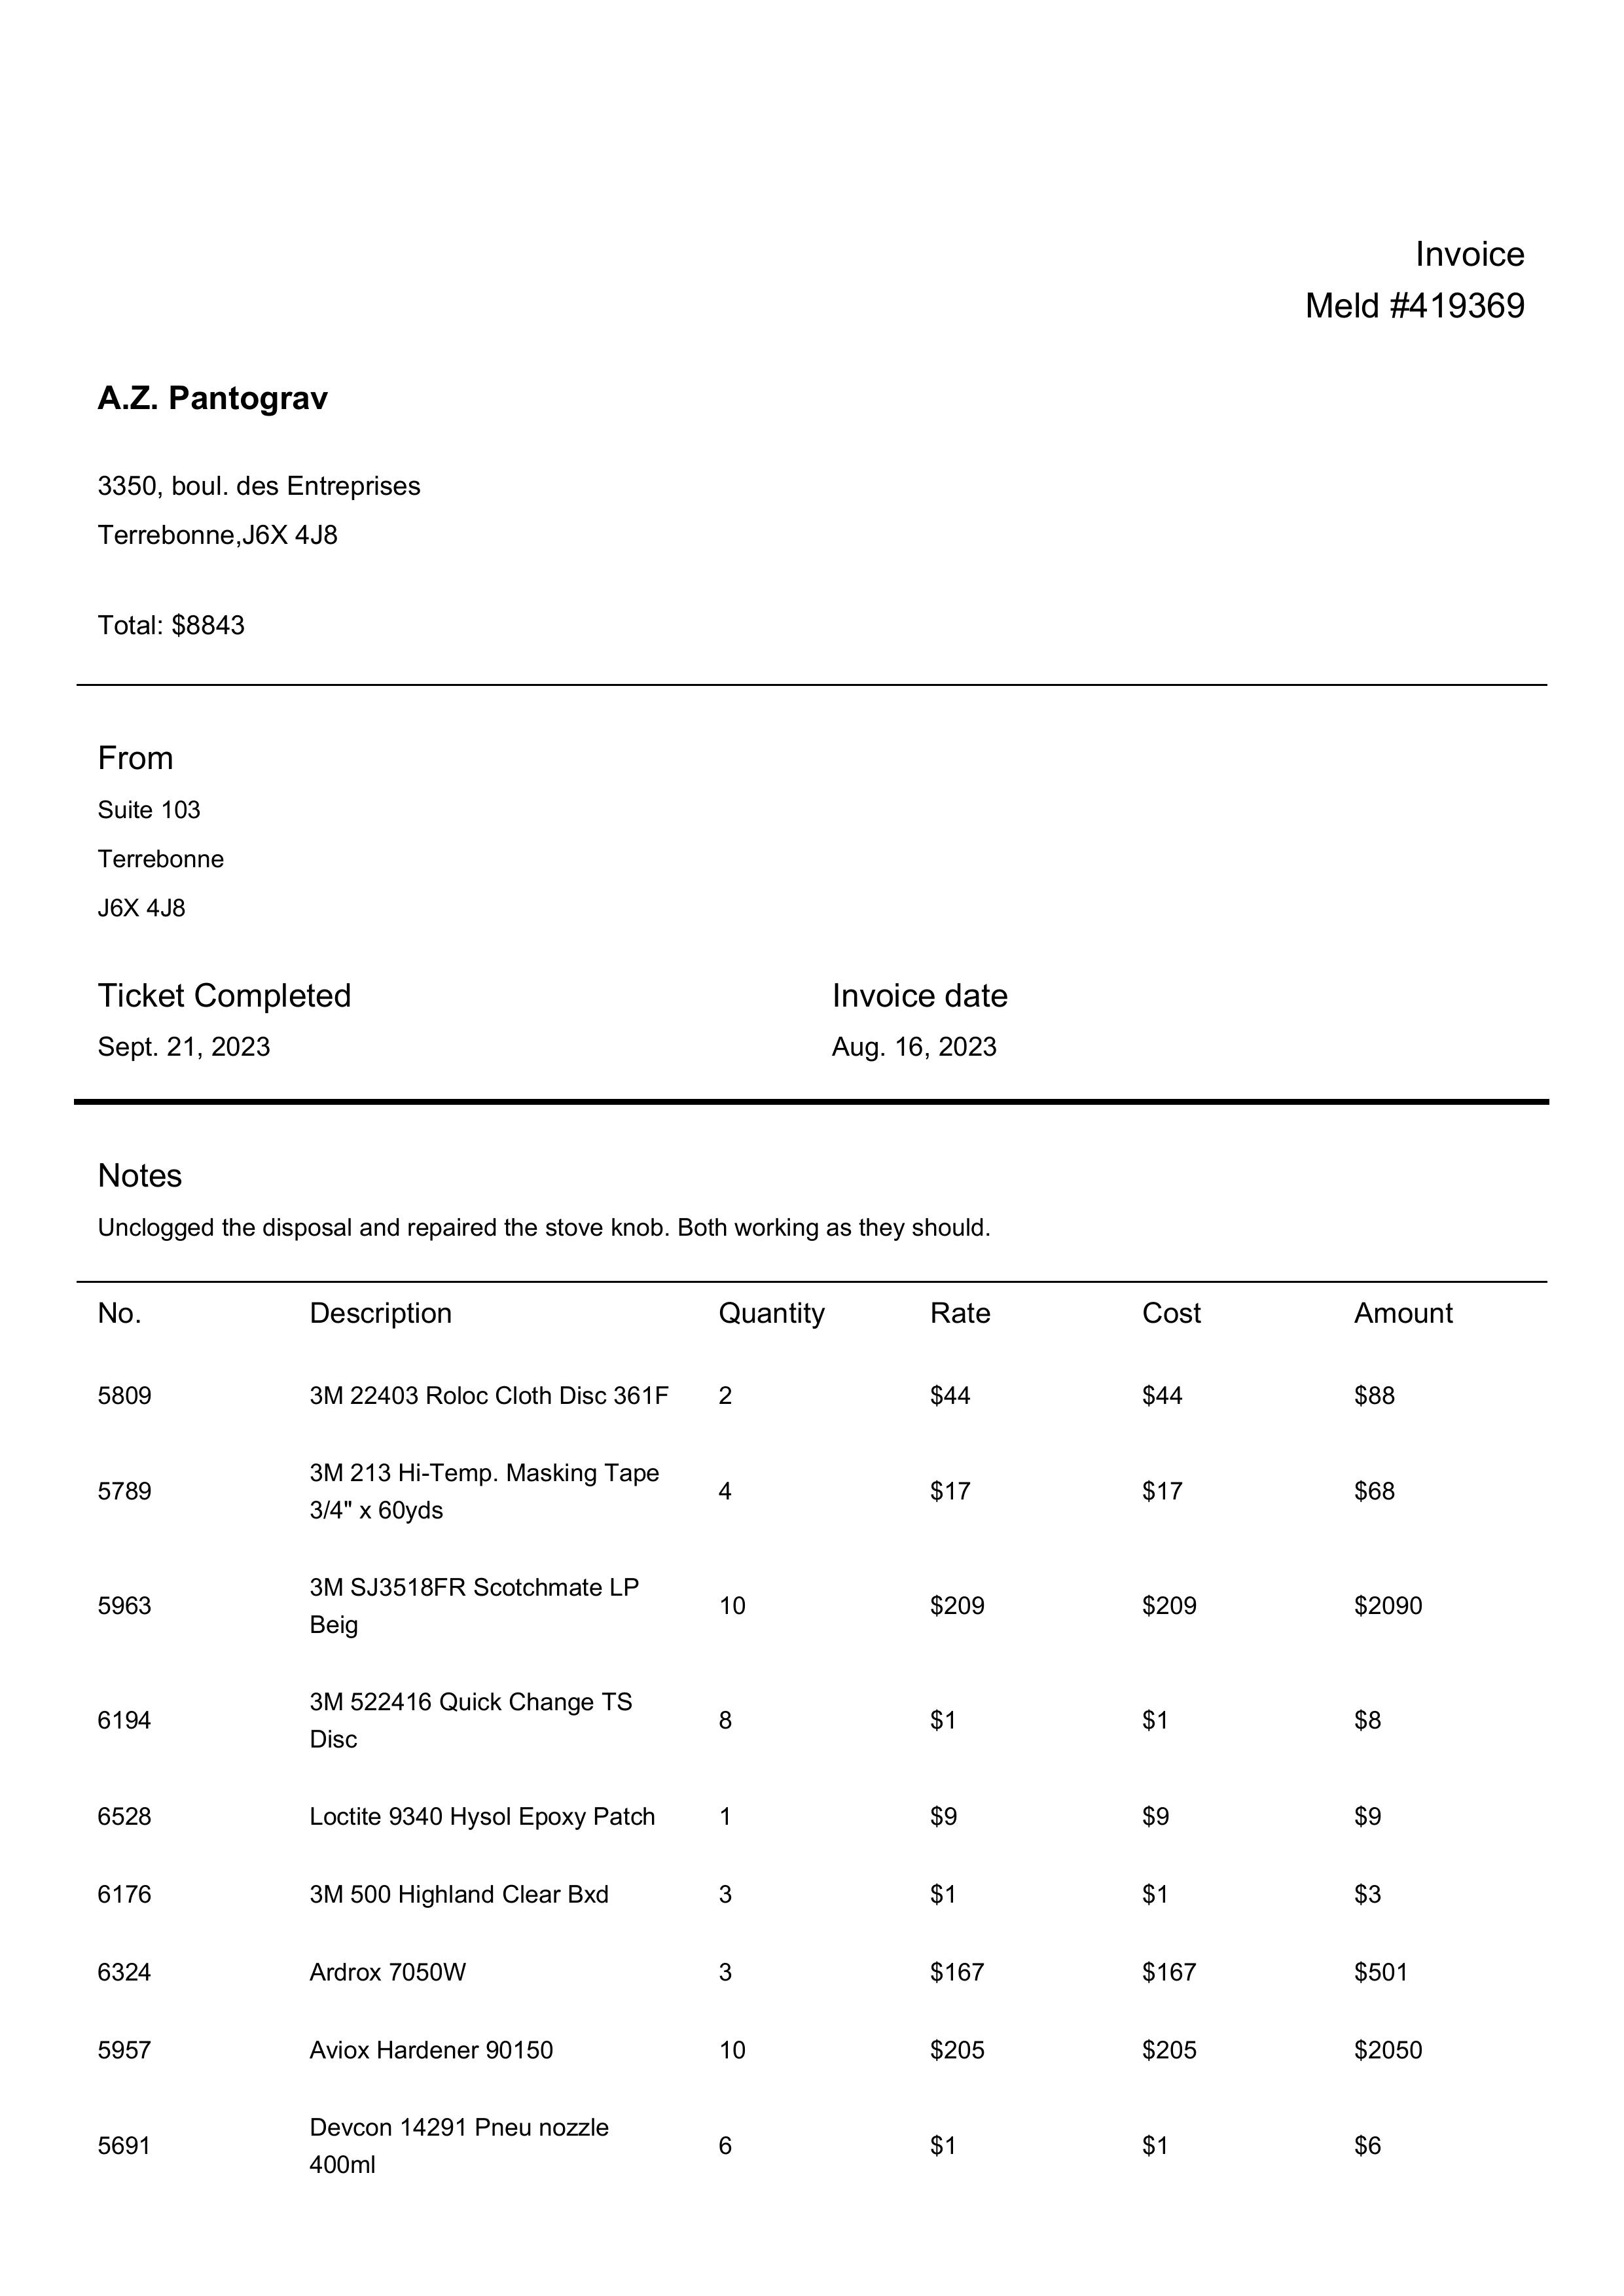 Invoice
Meld #419369
A.Z. Pantograv
3350, boul. des Entreprises
Terrebonne,J6X 4J8
Total: $8843
From
Suite 103
Terrebonne
J6X 4J8
Ticket Completed Invoice date
Sept. 21, 2023 Aug. 16, 2023
Notes
Unclogged the disposal and repaired the stove knob. Both working as they should.
No. Description Quantity Rate Cost Amount
5809 3M 22403 Roloc Cloth Disc 361F 2 $44 $44 $88
3M 213 Hi-Temp. Masking Tape
5789 4 $17 $17 $68
3/4" x 60yds
3M SJ3518FR Scotchmate LP
5963 10 $209 $209 $2090
Beig
3M 522416 Quick Change TS
6194 8 $1 $1 $8
Disc
6528 Loctite 9340 Hysol Epoxy Patch 1 $9 $9 $9
6176 3M 500 Highland Clear Bxd 3 $1 $1 $3
6324 Ardrox 7050W 3 $167 $167 $501
5957 Aviox Hardener 90150 10 $205 $205 $2050
Devcon 14291 Pneu nozzle
5691 6 $1 $1 $6
400ml